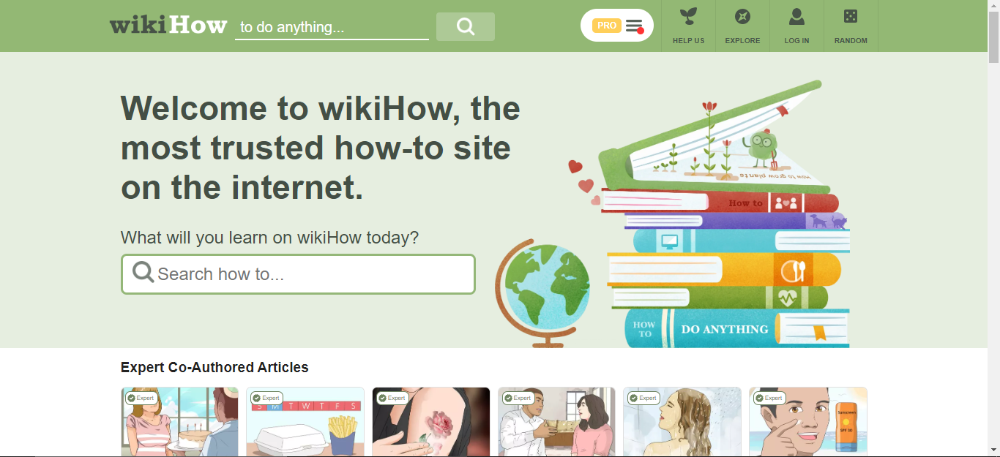 wikiHow to do anything...
PRO
HELP US
EXPLORE
LOG IN
RANDOM
Welcome to wikiHow, the
most trusted how-to site
on the internet.
What will you learn on wikiHow today?
Search how to...
How to grow plants
How to
HOW
TO
DO ANYTHING
Expert Co-Authored Articles
Expert
Expert
S M T W T F S
Expert
Expert
Expert
Expert
Sunscreen
SPF 30